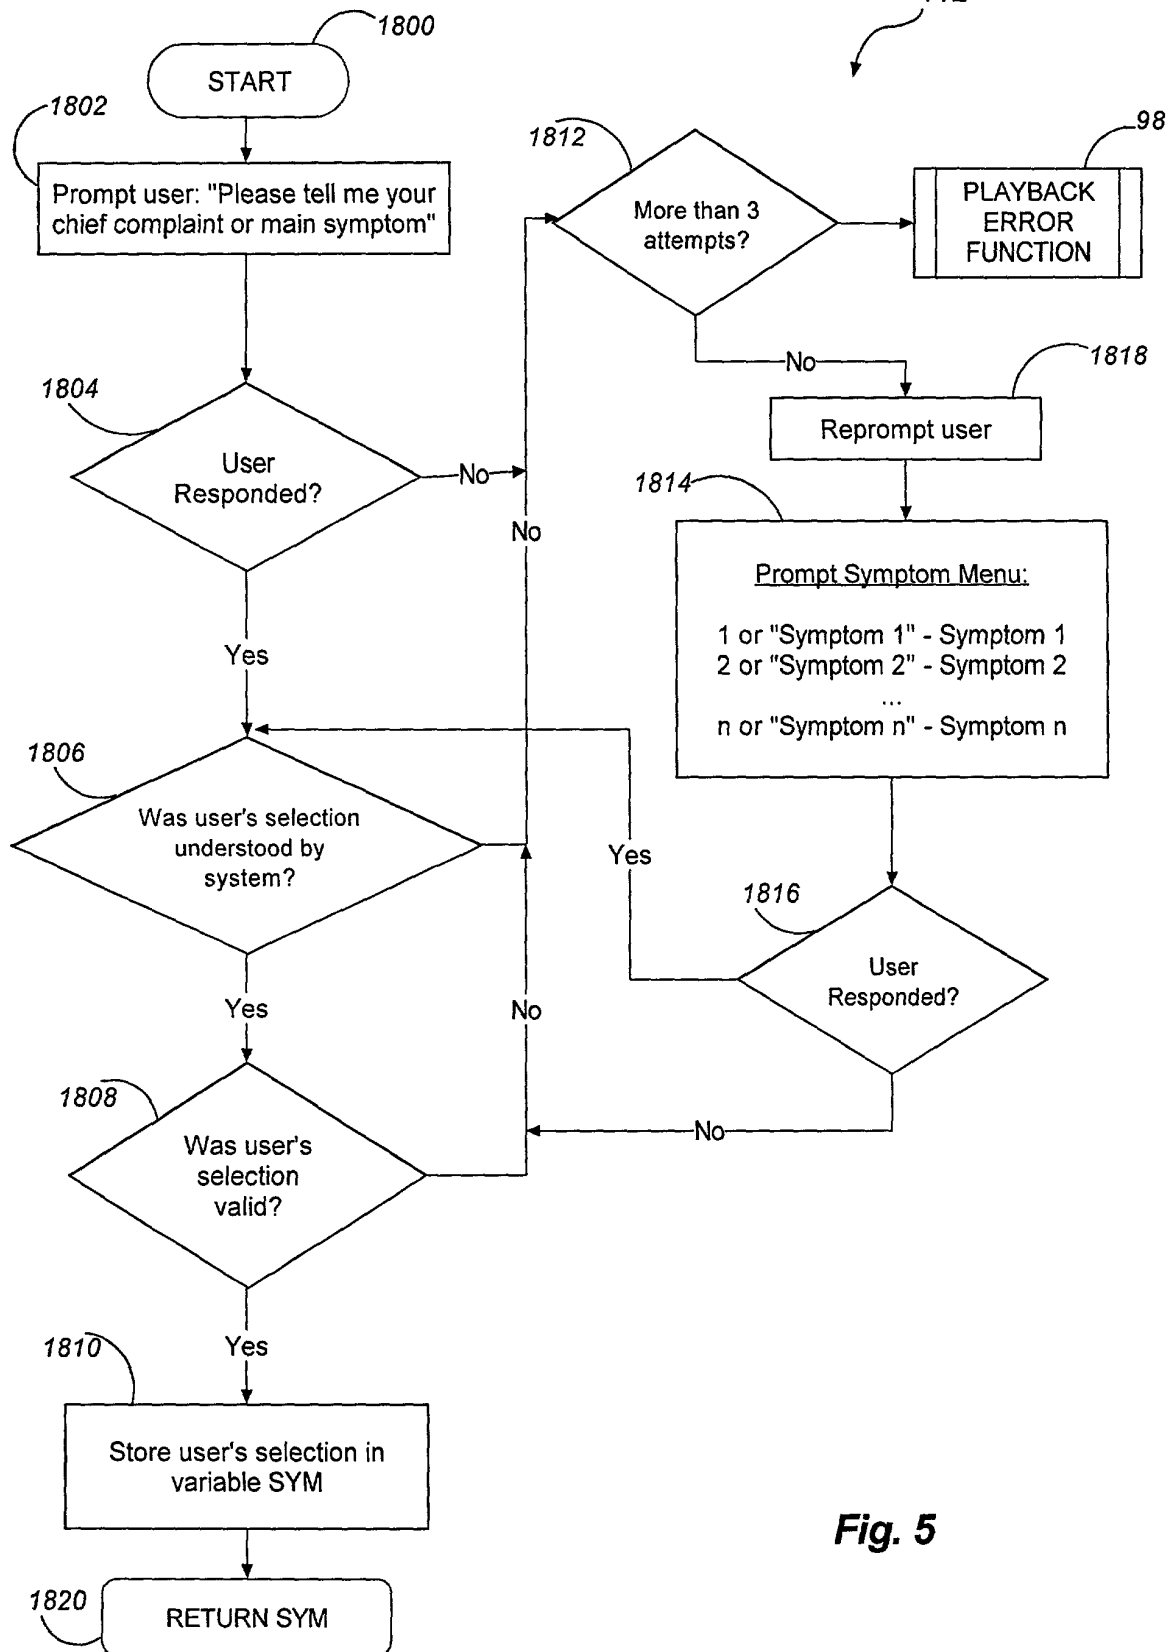 1800
START
1802
Prompt user: "Please tell me your
chief complaint or main symptom"
1804
User
Responded?
No
Yes
No
1806
Was user's selection
understood by
system?
Yes
No
1808
Was user's
selection
valid?
Yes
1810
Store user's selection in
variable SYM
1820
RETURN SYM
1812
More than 3
attempts?
98
PLAYBACK
ERROR
FUNCTION
No
1818
Reprompt user
1814
Prompt Symptom Menu:
1 or "Symptom 1" - Symptom 1
2 or "Symptom 2" - Symptom 2
...
n or "Symptom n" - Symptom n
Yes
1816
User
Responded?
No
Fig. 5